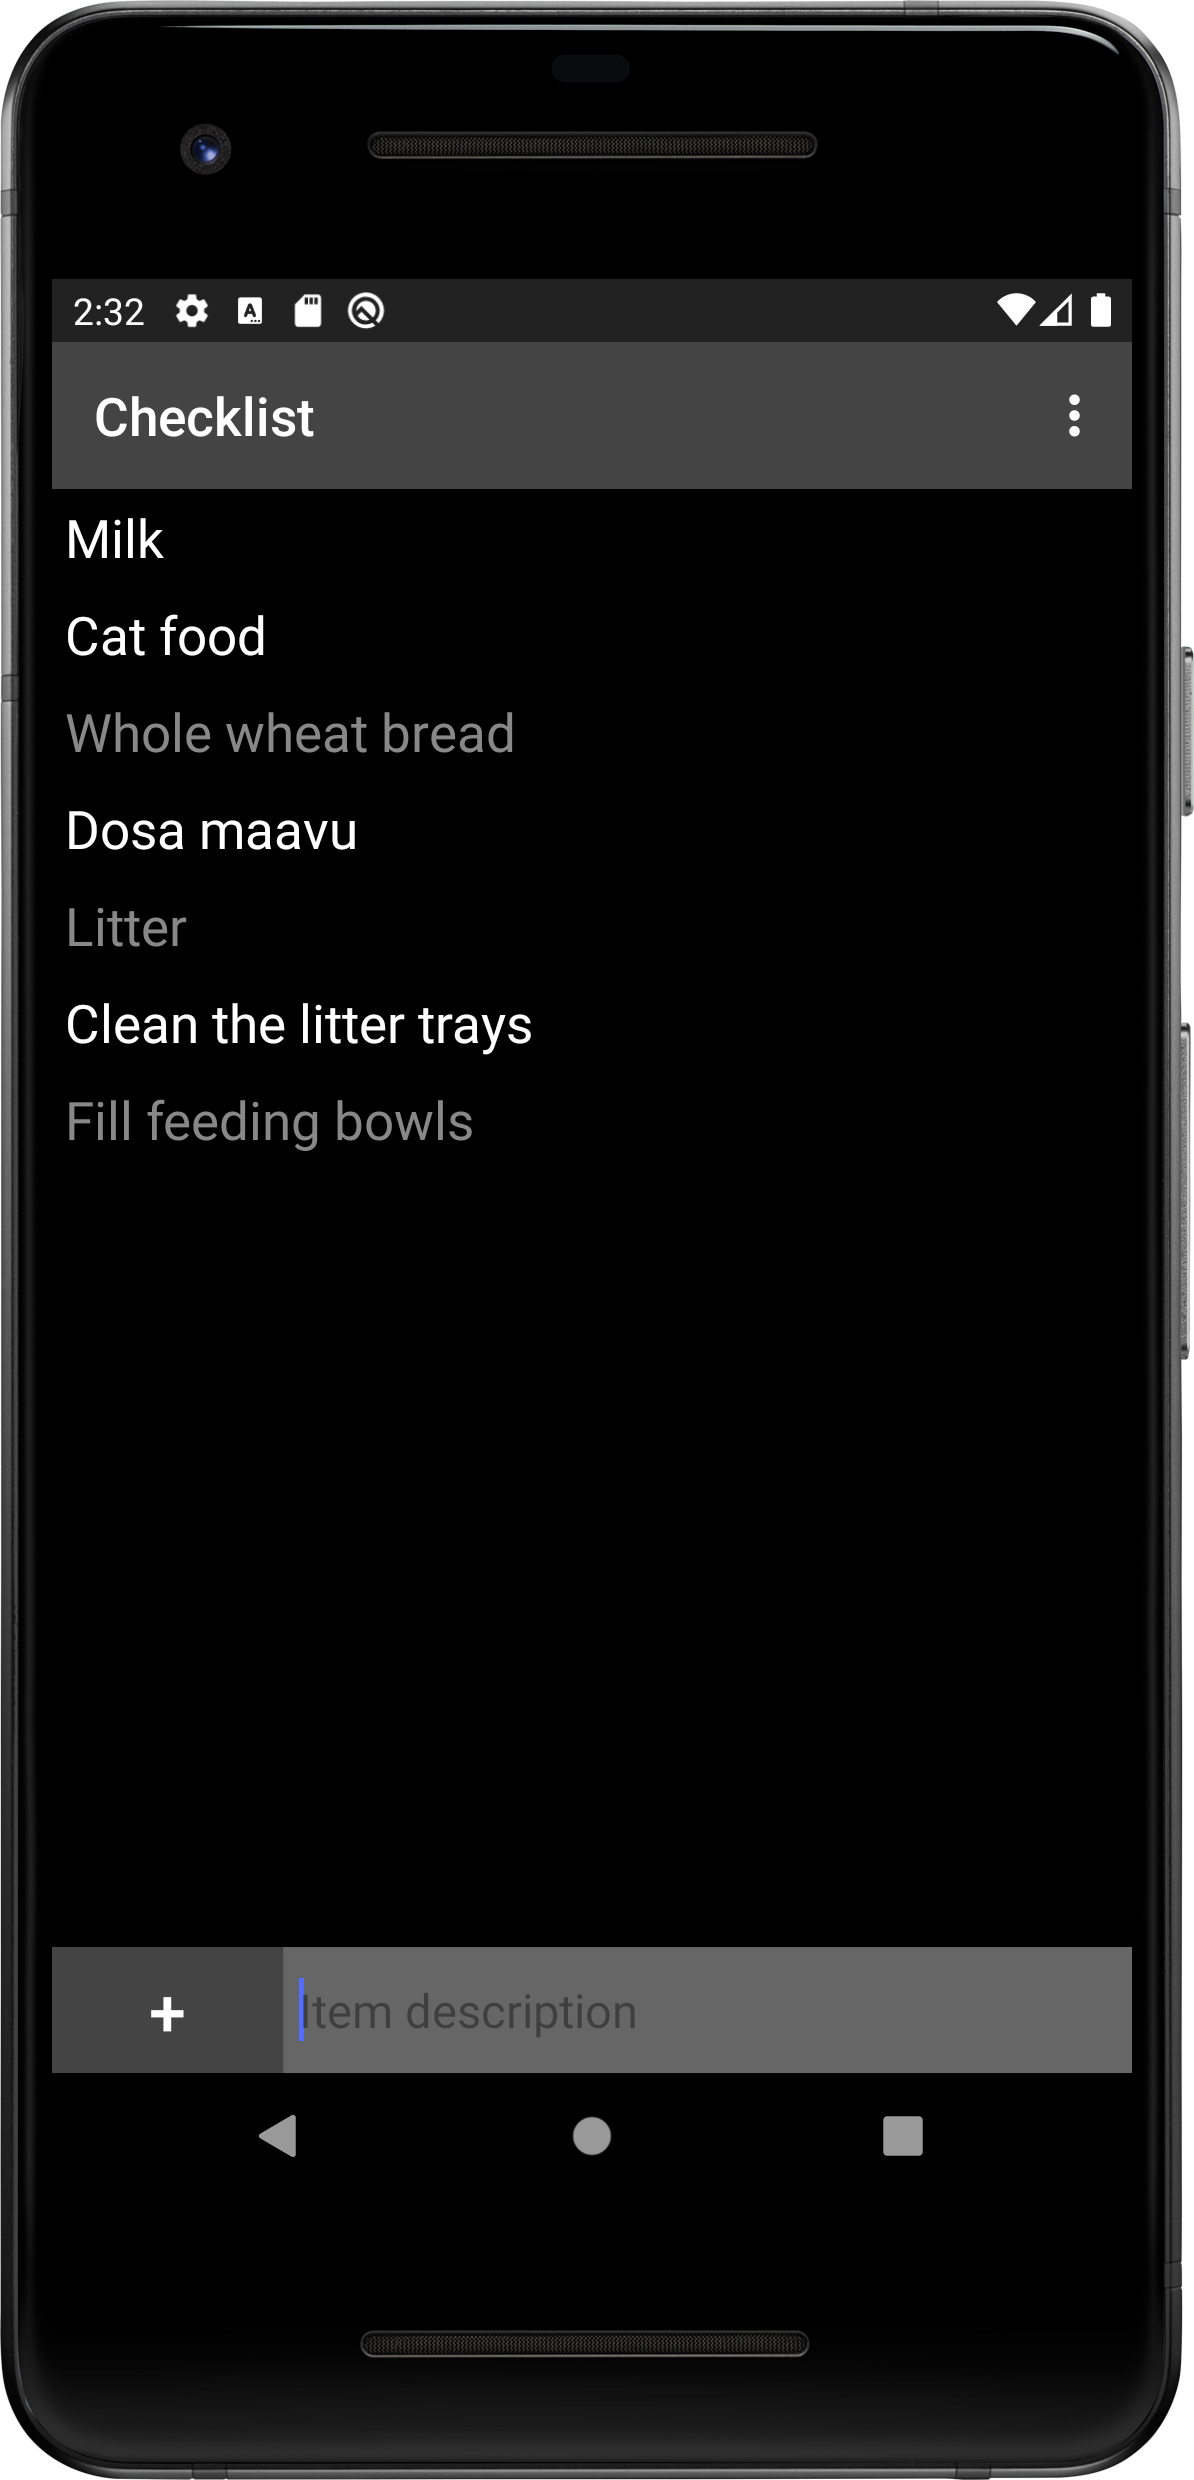 2:32
Checklist
Milk
Cat food
Whole wheat bread
Dosa maavu
Litter
Clean the litter trays
Fill feeding bowls
+ Item description